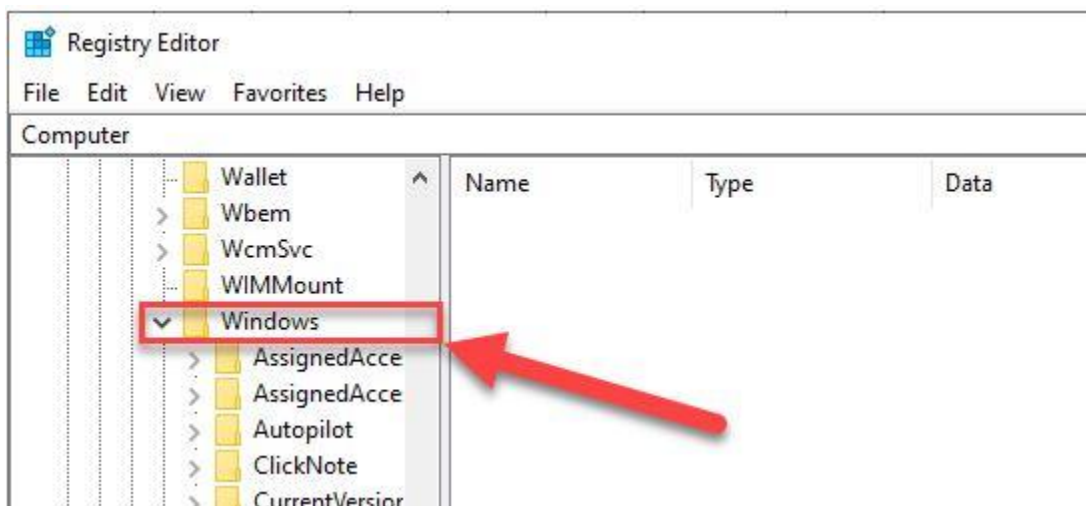 Registry Editor
File Edit View Favorites Help
Computer
Name Type Data
Wallet
Wbem
WcmSvc
WIMMount
Windows
AssignedAcce
AssignedAcce
Autopilot
ClickNote
CurrentVersior